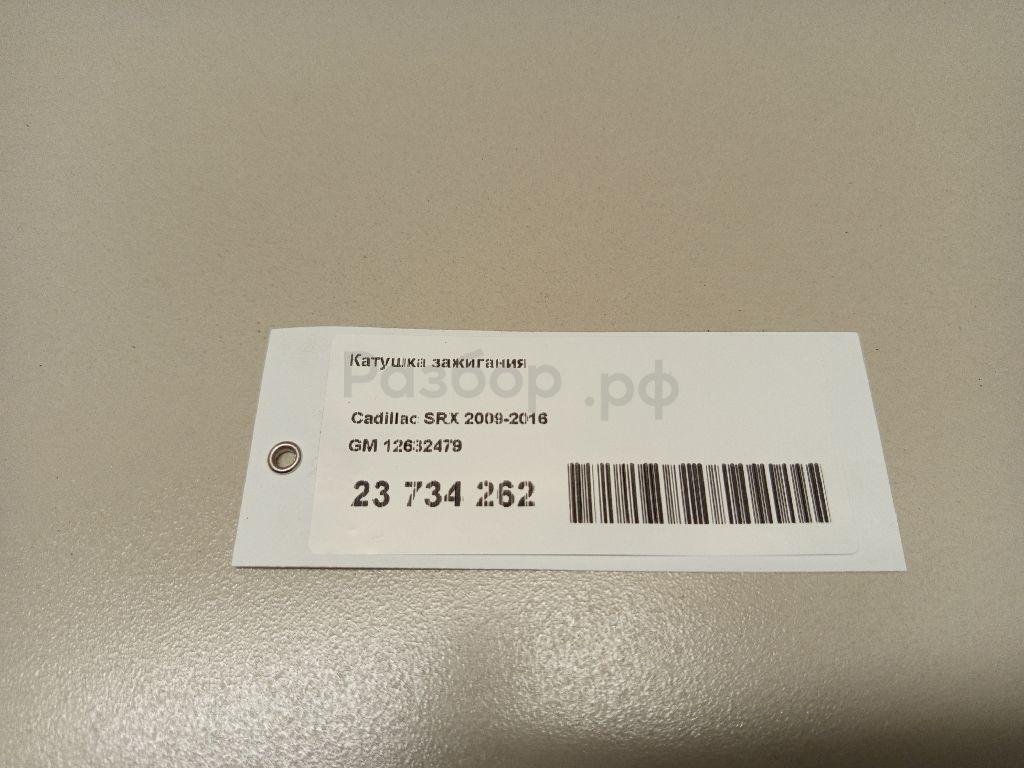 Катушка зажигания
Разбор .рф
Cadillac SRX 2009-2016
GM 12632479
23 734 262